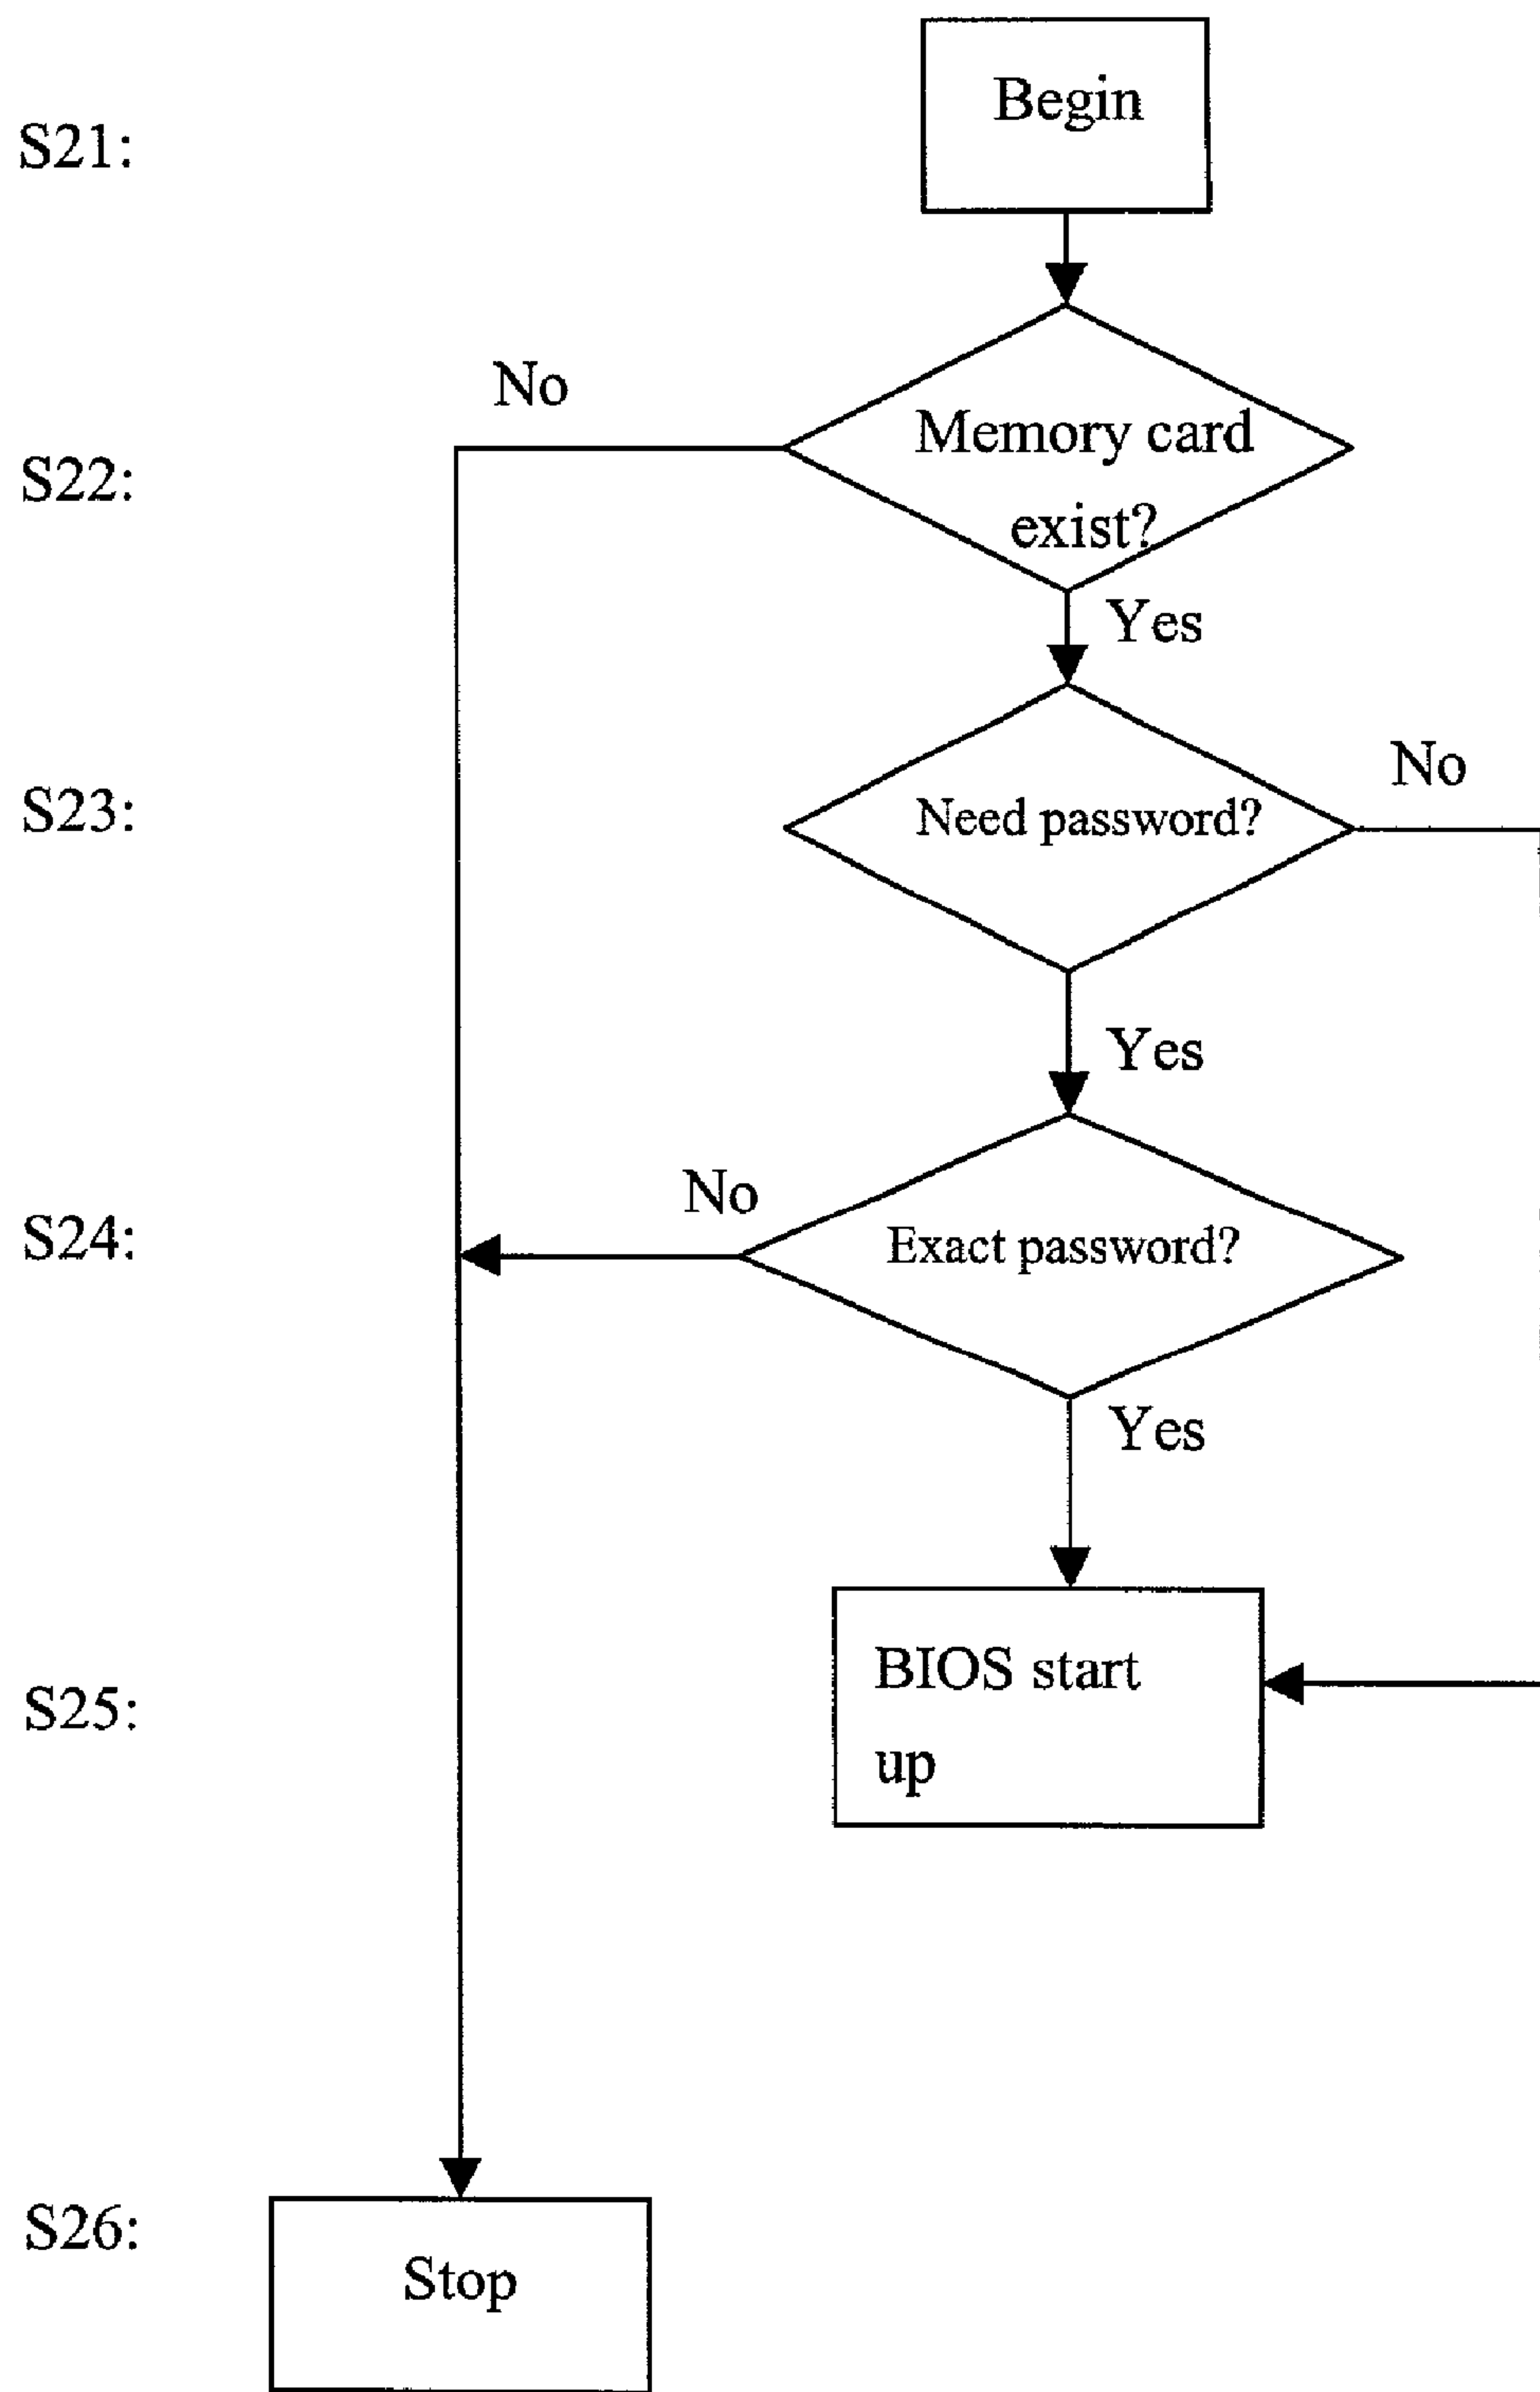 Begin
S21:
No
Memory card
S22:
exist?
Yes
No
S23:
Need password?
Yes
No
S24:
Exact password?
Yes
BIOS start
S25:
up
S26:
Stop